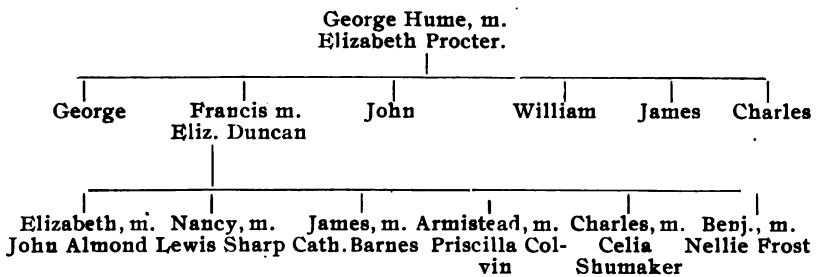 George Hume, m.
Elizabeth Procter.
George Francis m. John William James Charles
Eliz. Duncan
Elizabeth, m. Nancy, m. James, m. Armistead, m. Charles, m. Benj., m.
John Almond Lewis Sharp Cath. Barnes Priscilla Col- Celia Nellie Frost
vin Shumaker